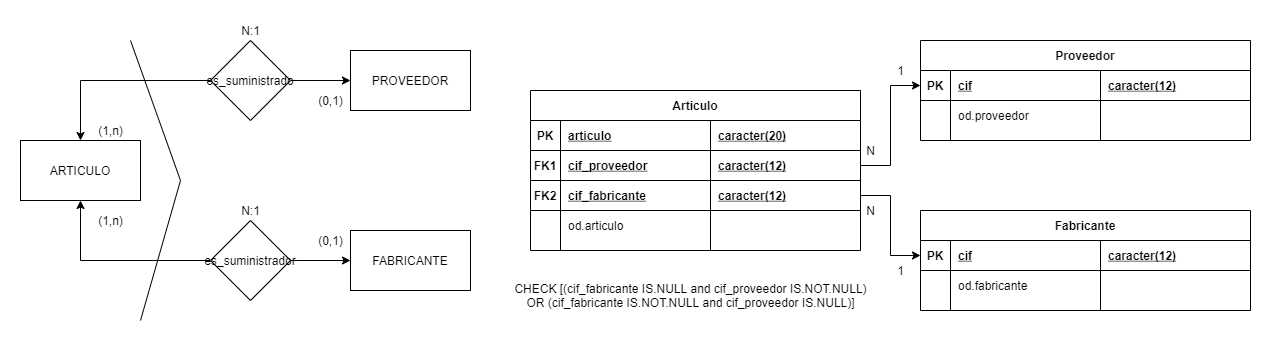 N:1
es_suministrado
PROVEEDOR
(0,1)
(1,n)
ARTICULO
(1,n)
N:1
(0,1)
es_suministrador
FABRICANTE
Articulo
PK articulo caracter(20)
FK1 cif_proveedor caracter(12)
FK2 cif_fabricante caracter(12)
od.articulo
N
N
1
1
Proveedor
PK cif caracter(12)
od.proveedor
Fabricante
PK cif caracter(12)
od.fabricante
CHECK [(cif_fabricante IS.NULL and cif_proveedor IS.NOT.NULL)
OR (cif_fabricante IS.NOT.NULL and cif_proveedor IS.NULL)]